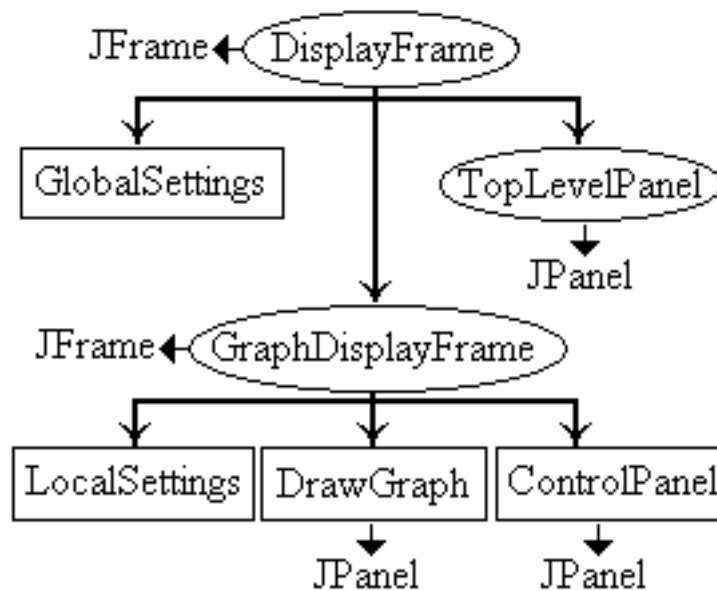 JFrame
DisplayFrame
GlobalSettings
TopLevelPanel
JPanel
JFrame
GraphDisplayFrame
LocalSettings
DrawGraph
ControlPanel
JPanel
JPanel